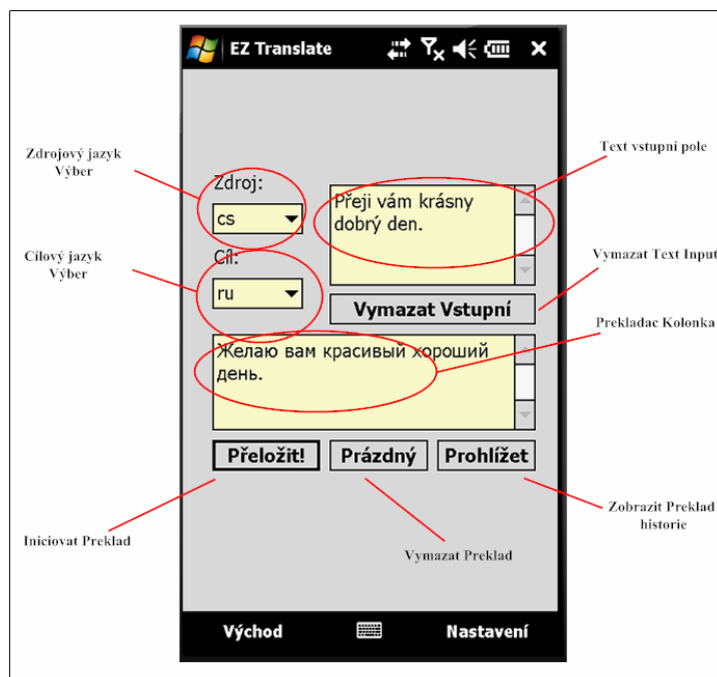 EZ Translate
Zdrojový jazyk
Výber
Text vstupní pole
Zdroj:
cs
Přeji vám krásny
dobrý den.
Cílový jazyk
Výber
Cíl:
ru
Vymazat Text Input
Vymazat Vstupní
Prekladac Kolonka
Желаю вам красивый хороший
день.
Přeložit!
Prázdný
Prohlížet
Iniciovat Preklad
Vymazat Preklad
Zobrazit Preklad
historie
Východ
Nastavení